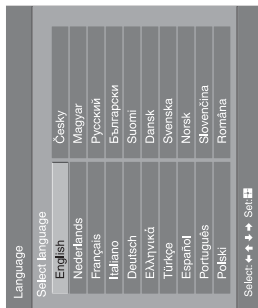 Language
Select language
English Česky
Nederlands Magyar
Français Русский
Italiano Български
Deutsch Suomi
Ελληνικά Dansk
Türkçe Svenska
Español Norsk
Português Slovenčina
Polski Româna
Select: Set: